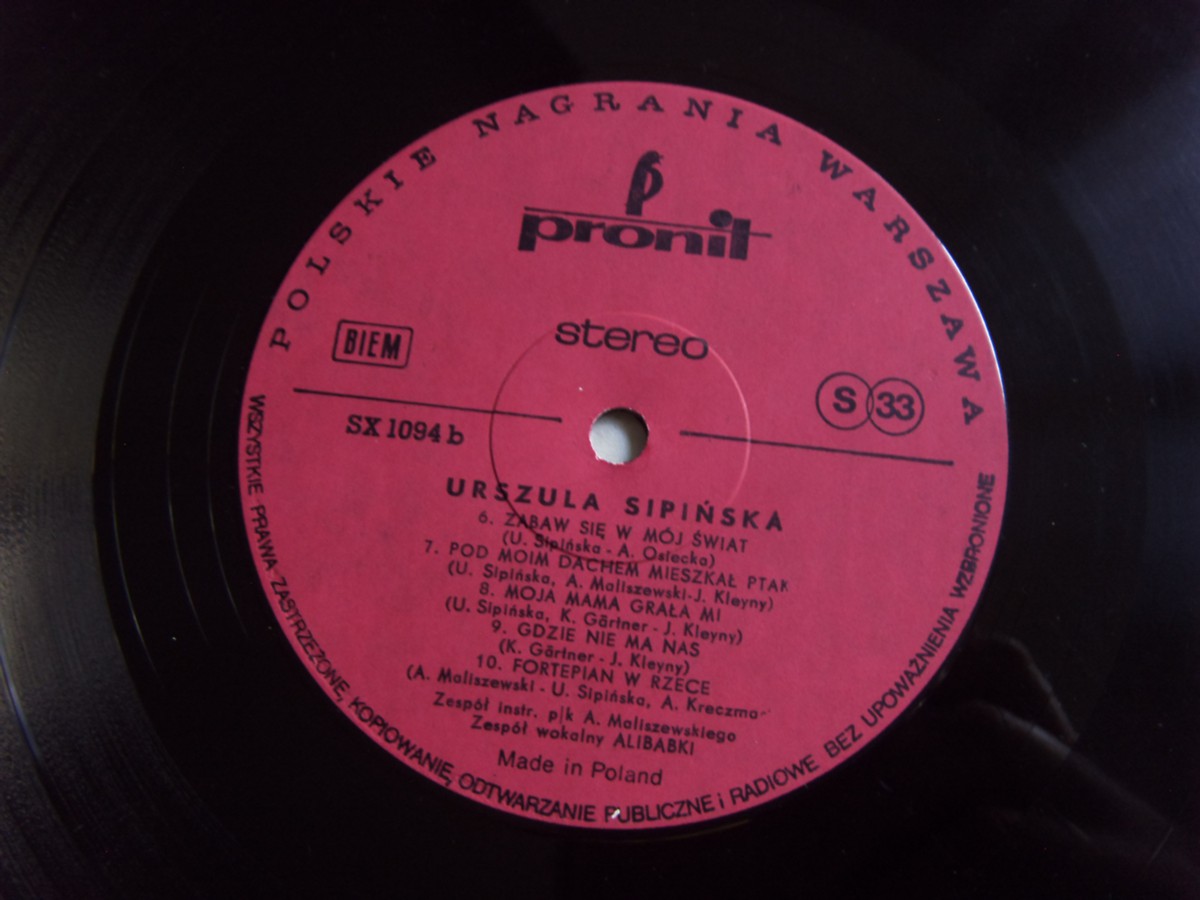 POLSKIE NAGRANIA WARSZAWA
pronit
stereo
BIEM
S 33
SX 1094 b
URSZULA SIPIŃSKA
6. ZABAW SIĘ W MÓJ ŚWIAT
(U. Sipińska - A. Osiecka)
7. POD MOIM DACHEM MIESZKAŁ PTAK
(U. Sipińska, A. Maliszewski-J. Kleyny)
8. MOJA MAMA GRAŁA MI
(U. Sipińska, K. Gärtner - J. Kleyny)
9. GDZIE NIE MA NAS
(K. Gärtner - J. Kleyny)
10. FORTEPIAN W RZECE
(A. Maliszewski - U. Sipińska, A. Kreczma-
Zespół instr. p/k A. Maliszewskiego
Zespół wokalny ALIBABKI
Made in Poland
WSZYSTKIE PRAWA ZASTRZEŻONE, KOPIOWANIE, ODTWARZANIE PUBLICZNE i RADIOWE BEZ UPOWAŻNIENIA WZBRONIONE